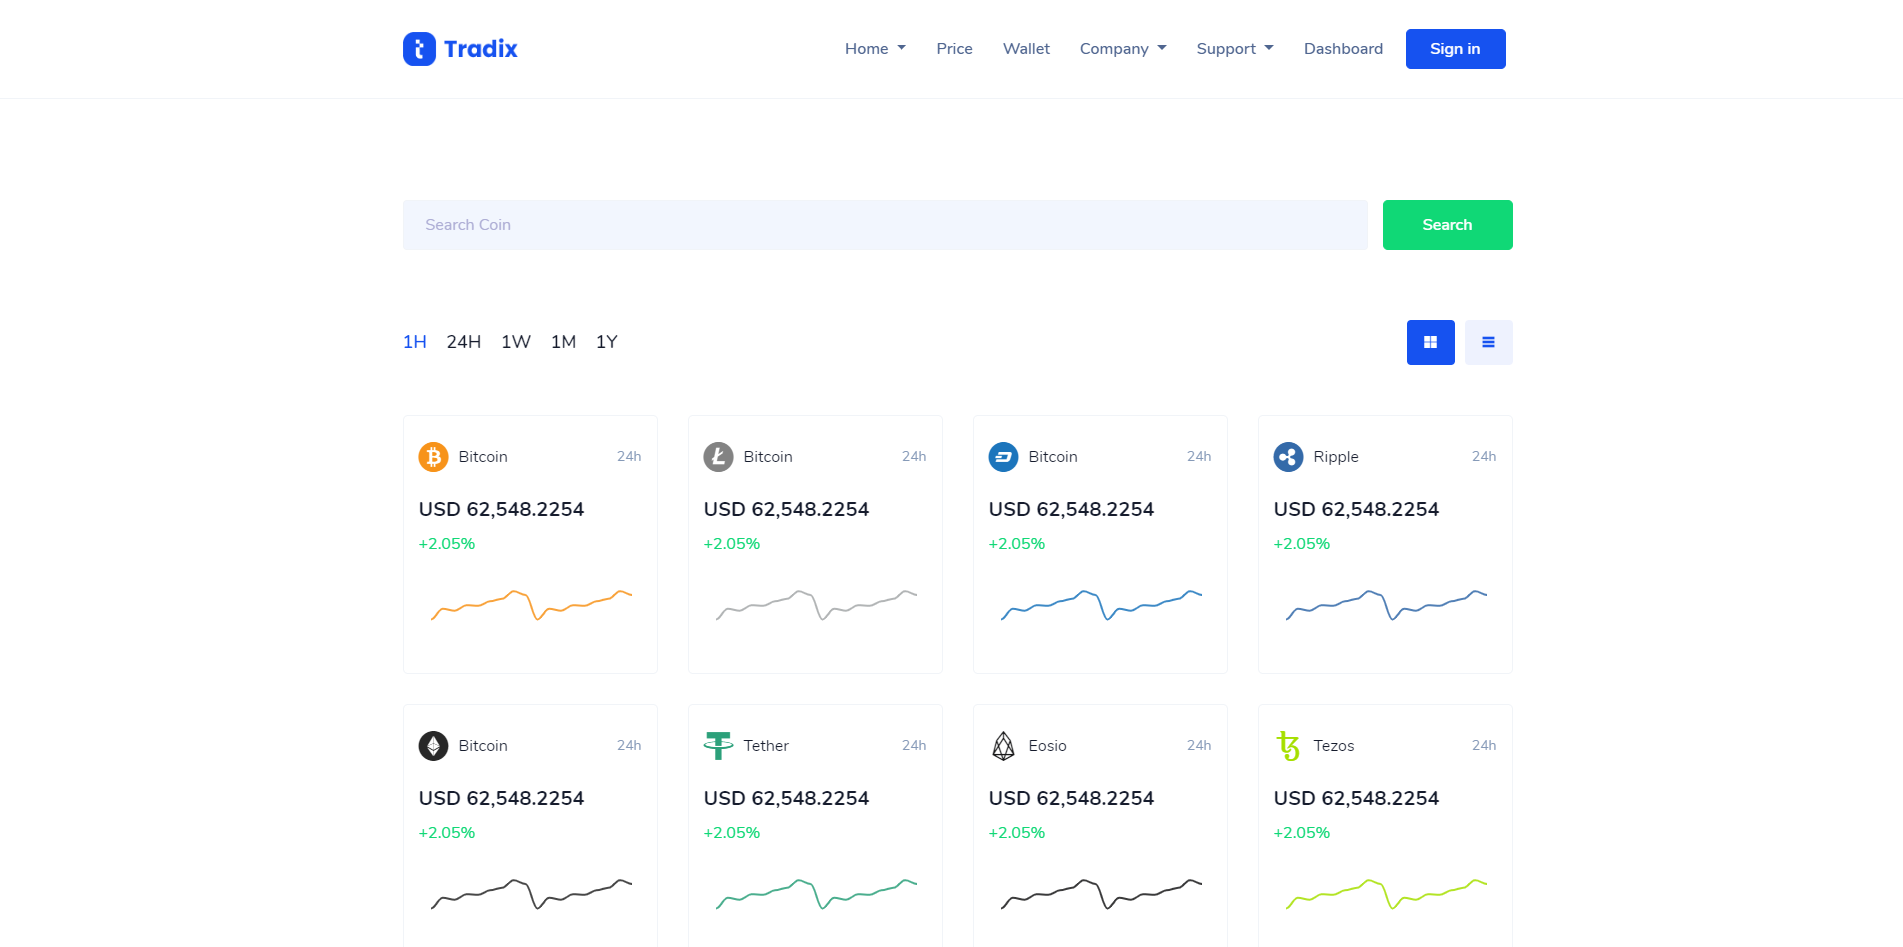 Tradix Home Price Wallet Company Support Dashboard Sign in
Search Coin Search
1H 24H 1W 1M 1Y
Bitcoin 24h Bitcoin 24h Bitcoin 24h Ripple 24h
USD 62,548.2254 USD 62,548.2254 USD 62,548.2254 USD 62,548.2254
+2.05% +2.05% +2.05% +2.05%
Bitcoin 24h Tether 24h Eosio 24h Tezos 24h
USD 62,548.2254 USD 62,548.2254 USD 62,548.2254 USD 62,548.2254
+2.05% +2.05% +2.05% +2.05%